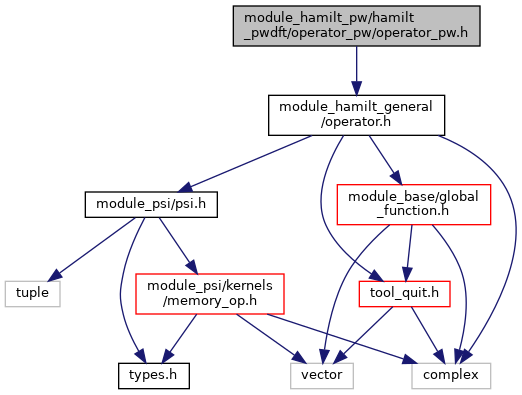 module_hamilt_pw/hamilt
_pwdft/operator_pw/operator_pw.h
module_hamilt_general
/operator.h
module_psi/psi.h
module_base/global
_function.h
tuple
module_psi/kernels
/memory_op.h
tool_quit.h
types.h
vector
complex